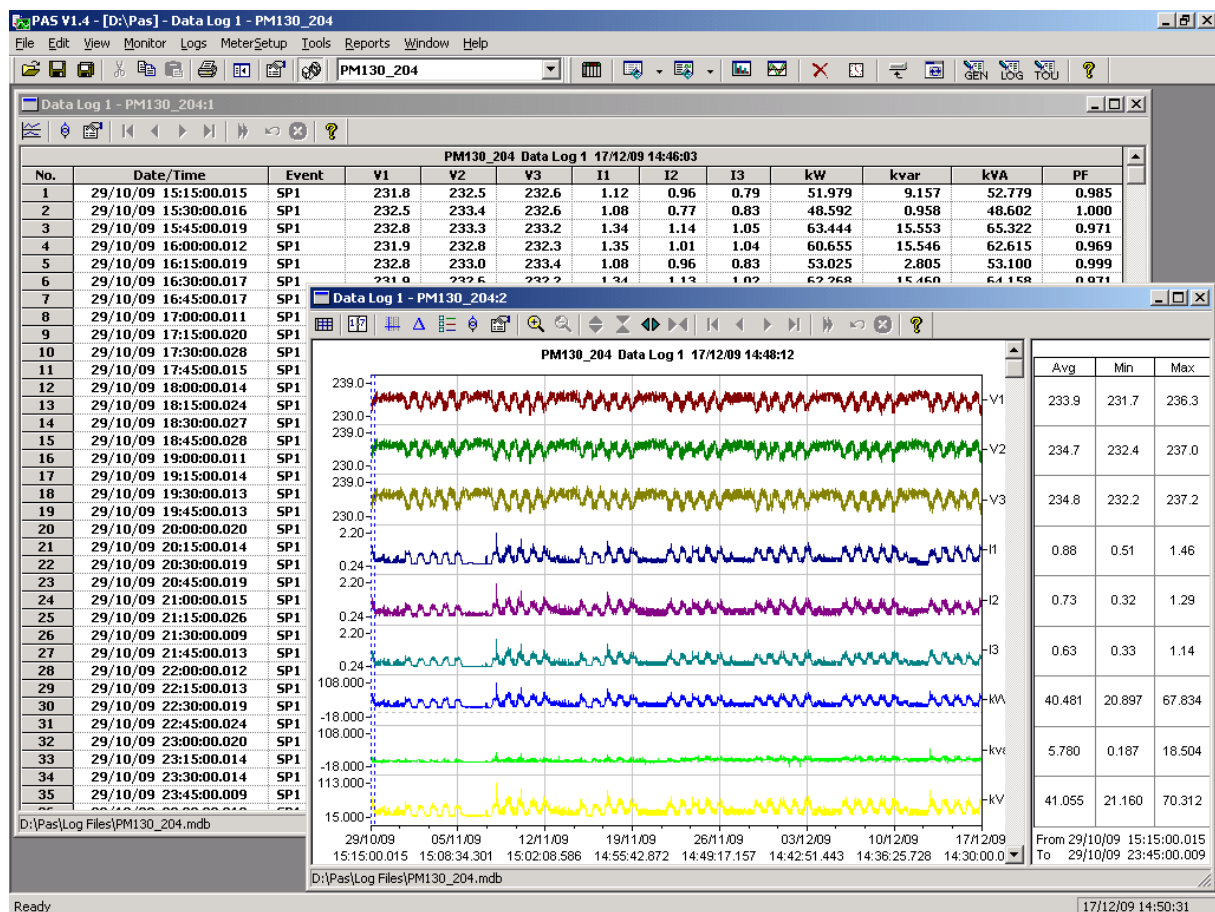 PAS V1.4 - [D:\Pas] - Data Log 1 - PM130_204
File Edit View Monitor Logs MeterSetup Tools Reports Window Help
PM130_204 GEN LOG TOU
Data Log 1 - PM130_204:1
PM130_204 Data Log 1 17/12/09 14:46:03
No. Date/Time Event V1 V2 V3 I1 I2 I3 kW kvar kVA PF
1 29/10/09 15:15:00.015 SP1 231.8 232.5 232.6 1.12 0.96 0.79 51.979 9.157 52.779 0.985
2 29/10/09 15:30:00.016 SP1 232.5 233.4 232.6 1.08 0.77 0.83 48.592 0.958 48.602 1.000
3 29/10/09 15:45:00.019 SP1 232.8 233.3 233.2 1.34 1.14 1.05 63.444 15.553 65.322 0.971
4 29/10/09 16:00:00.012 SP1 231.9 232.8 232.3 1.35 1.01 1.04 60.655 15.546 62.615 0.969
5 29/10/09 16:15:00.019 SP1 232.8 233.0 233.4 1.08 0.96 0.83 53.025 2.805 53.100 0.999
6 29/10/09 16:30:00.017 SP1 231.9 232.6 232.2 1.34 1.13 1.02 62.268 15.460 64.158 0.971
7 29/10/09 16:45:00.017 SP1
8 29/10/09 17:00:00.011 SP1
9 29/10/09 17:15:00.020 SP1
10 29/10/09 17:30:00.028 SP1
11 29/10/09 17:45:00.015 SP1
12 29/10/09 18:00:00.014 SP1
13 29/10/09 18:15:00.024 SP1
14 29/10/09 18:30:00.027 SP1
15 29/10/09 18:45:00.028 SP1
16 29/10/09 19:00:00.011 SP1
17 29/10/09 19:15:00.014 SP1
18 29/10/09 19:30:00.013 SP1
19 29/10/09 19:45:00.013 SP1
20 29/10/09 20:00:00.020 SP1
21 29/10/09 20:15:00.014 SP1
22 29/10/09 20:30:00.019 SP1
23 29/10/09 20:45:00.019 SP1
24 29/10/09 21:00:00.015 SP1
25 29/10/09 21:15:00.026 SP1
26 29/10/09 21:30:00.009 SP1
27 29/10/09 21:45:00.013 SP1
28 29/10/09 22:00:00.012 SP1
29 29/10/09 22:15:00.013 SP1
30 29/10/09 22:30:00.019 SP1
31 29/10/09 22:45:00.024 SP1
32 29/10/09 23:00:00.020 SP1
33 29/10/09 23:15:00.014 SP1
34 29/10/09 23:30:00.014 SP1
35 29/10/09 23:45:00.009 SP1
D:\Pas\Log Files\PM130_204.mdb
Data Log 1 - PM130_204:2
PM130_204 Data Log 1 17/12/09 14:48:12
Avg Min Max
239.0
230.0
V1 233.9 231.7 236.3
239.0
230.0
V2 234.7 232.4 237.0
239.0
230.0
V3 234.8 232.2 237.2
2.20
0.24
I1 0.88 0.51 1.46
2.20
0.24
I2 0.73 0.32 1.29
2.20
0.24
I3 0.63 0.33 1.14
108.000
-18.000
40.481 20.897 67.834
108.000
-18.000
5.780 0.187 18.504
113.000
15.000
kV 41.055 21.160 70.312
29/10/09 05/11/09 12/11/09 19/11/09 26/11/09 03/12/09 10/12/09 17/12/09
15:15:00.015 15:08:34.301 15:02:08.586 14:55:42.872 14:49:17.157 14:42:51.443 14:36:25.728 14:30:00.0
From 29/10/09 15:15:00.015
To 29/10/09 23:45:00.009
D:\Pas\Log Files\PM130_204.mdb
Ready 17/12/09 14:50:31